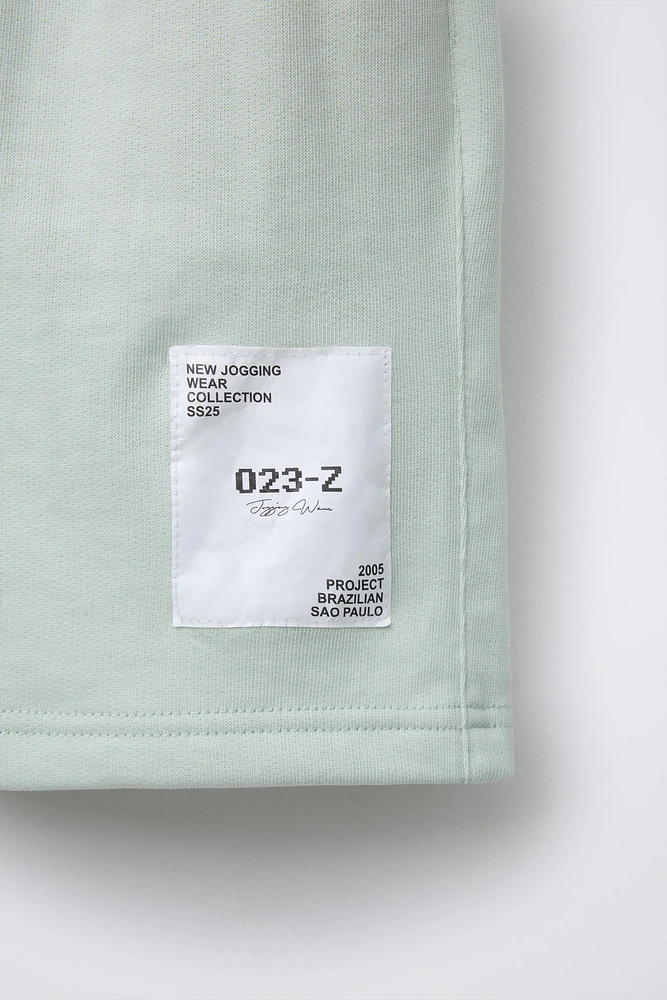 NEW JOGGING
WEAR
COLLECTION
SS25
023-Z
Jogging Wear
2005
PROJECT
BRAZILIAN
SAO PAULO